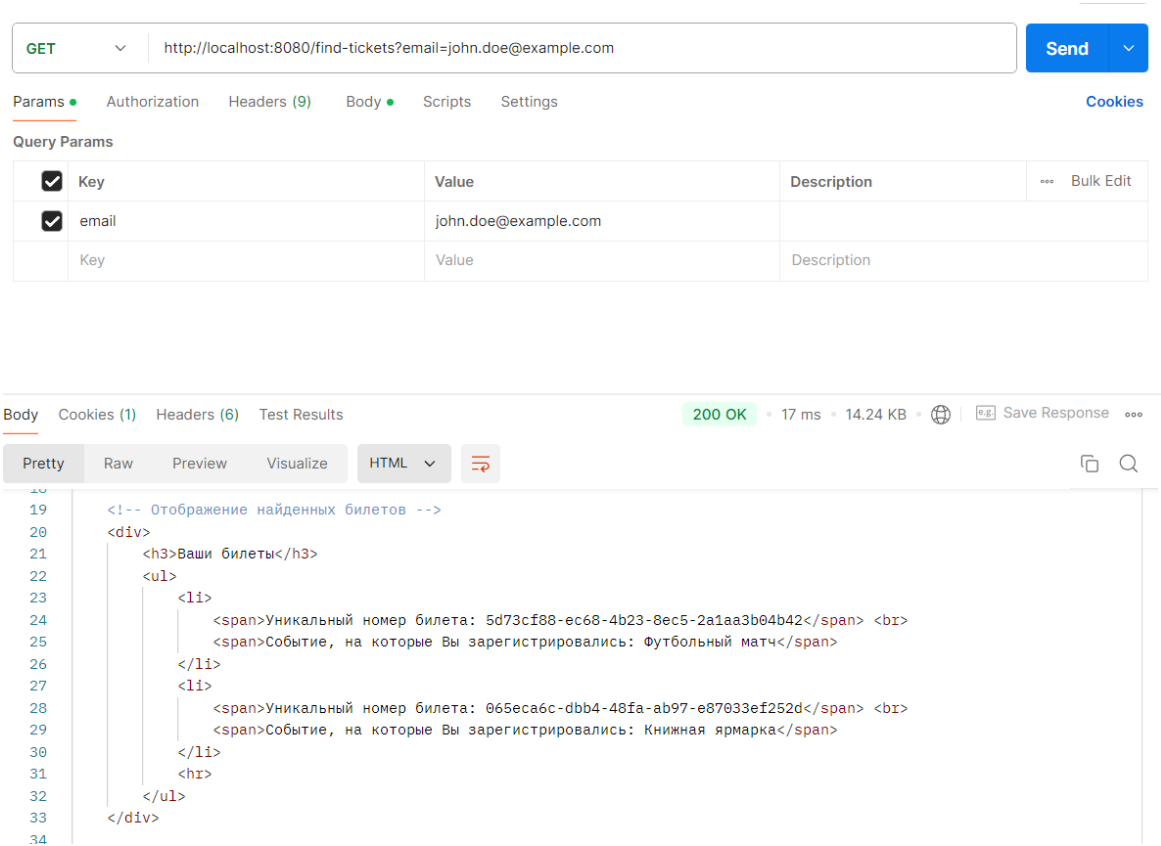 GET http://localhost:8080/find-tickets?email=john.doe@example.com Send
Params Authorization Headers (9) Body Scripts Settings Cookies
Query Params
Key Value Description Bulk Edit
email john.doe@example.com
Key Value Description
Body Cookies (1) Headers (6) Test Results 200 OK 17 ms 14.24 KB e.g. Save Response
Pretty Raw Preview Visualize HTML
18
19 <!-- Отображение найденных билетов -->
20 <div>
21 <h3>Ваши билеты</h3>
22 <ul>
23 <li>
24 <span>Уникальный номер билета: 5d73cf88-ec68-4b23-8ec5-2a1aa3b04b42</span> <br>
25 <span>Событие, на которые Вы зарегистрировались: Футбольный матч</span>
26 </li>
27 <li>
28 <span>Уникальный номер билета: 065eca6c-dbb4-48fa-ab97-e87033ef252d</span> <br>
29 <span>Событие, на которые Вы зарегистрировались: Книжная ярмарка</span>
30 </li>
31 <hr>
32 </ul>
33 </div>
34